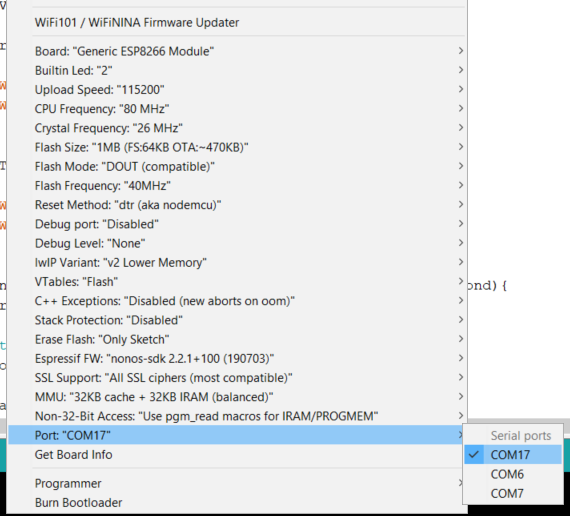 WiFi101 / WiFiNINA Firmware Updater
Board: "Generic ESP8266 Module"
Builtin Led: "2"
Upload Speed: "115200"
CPU Frequency: "80 MHz"
Crystal Frequency: "26 MHz"
Flash Size: "1MB (FS:64KB OTA:~470KB)"
Flash Mode: "DOUT (compatible)"
Flash Frequency: "40MHz"
Reset Method: "dtr (aka nodemcu)"
Debug port: "Disabled"
Debug Level: "None"
lwIP Variant: "v2 Lower Memory"
VTables: "Flash"
ond){
C++ Exceptions: "Disabled (new aborts on oom)"
Stack Protection: "Disabled"
Erase Flash: "Only Sketch"
Espressif FW: "nonos-sdk 2.2.1+100 (190703)"
SSL Support: "All SSL ciphers (most compatible)"
MMU: "32KB cache + 32KB IRAM (balanced)"
Non-32-Bit Access: "Use pgm_read macros for IRAM/PROGMEM"
Port: "COM17"
Serial ports
COM17
COM6
COM7
Get Board Info
Programmer
Burn Bootloader